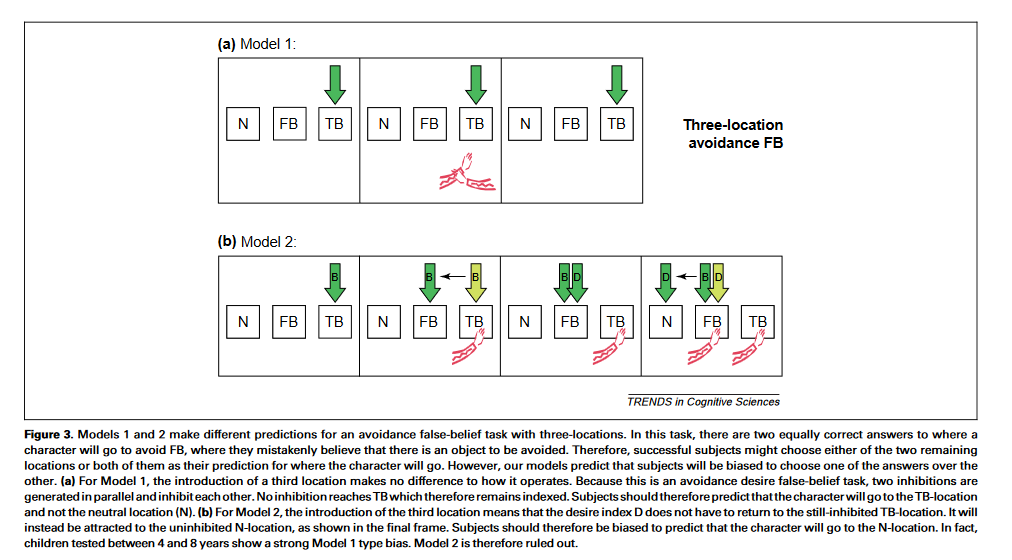 (a) Model 1:
N FB TB N FB TB N FB TB
Three-location
avoidance FB
(b) Model 2:
B B B B D D B D
N FB TB N FB TB N FB TB N FB TB
TRENDS in Cognitive Sciences
Figure 3. Models 1 and 2 make different predictions for an avoidance false-belief task with three-locations. In this task, there are two equally correct answers to where a
character will go to avoid FB, where they mistakenly believe that there is an object to be avoided. Therefore, successful subjects might choose either of the two remaining
locations or both of them as their prediction for where the character will go. However, our models predict that subjects will be biased to choose one of the answers over the
other. (a) For Model 1, the introduction of a third location makes no difference to how it operates. Because this is an avoidance desire false-belief task, two inhibitions are
generated in parallel and inhibit each other. No inhibition reaches TB which therefore remains indexed. Subjects should therefore predict that the character will go to the TB-location
and not the neutral location (N). (b) For Model 2, the introduction of the third location means that the desire index D does not have to return to the still-inhibited TB-location. It will
instead be attracted to the uninhibited N-location, as shown in the final frame. Subjects should therefore be biased to predict that the character will go to the N-location. In fact,
children tested between 4 and 8 years show a strong Model 1 type bias. Model 2 is therefore ruled out.